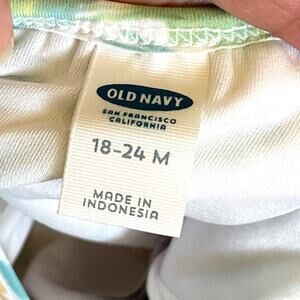 OLD NAVY
SAN FRANCISCO
CALIFORNIA
18-24 M
MADE IN
INDONESIA